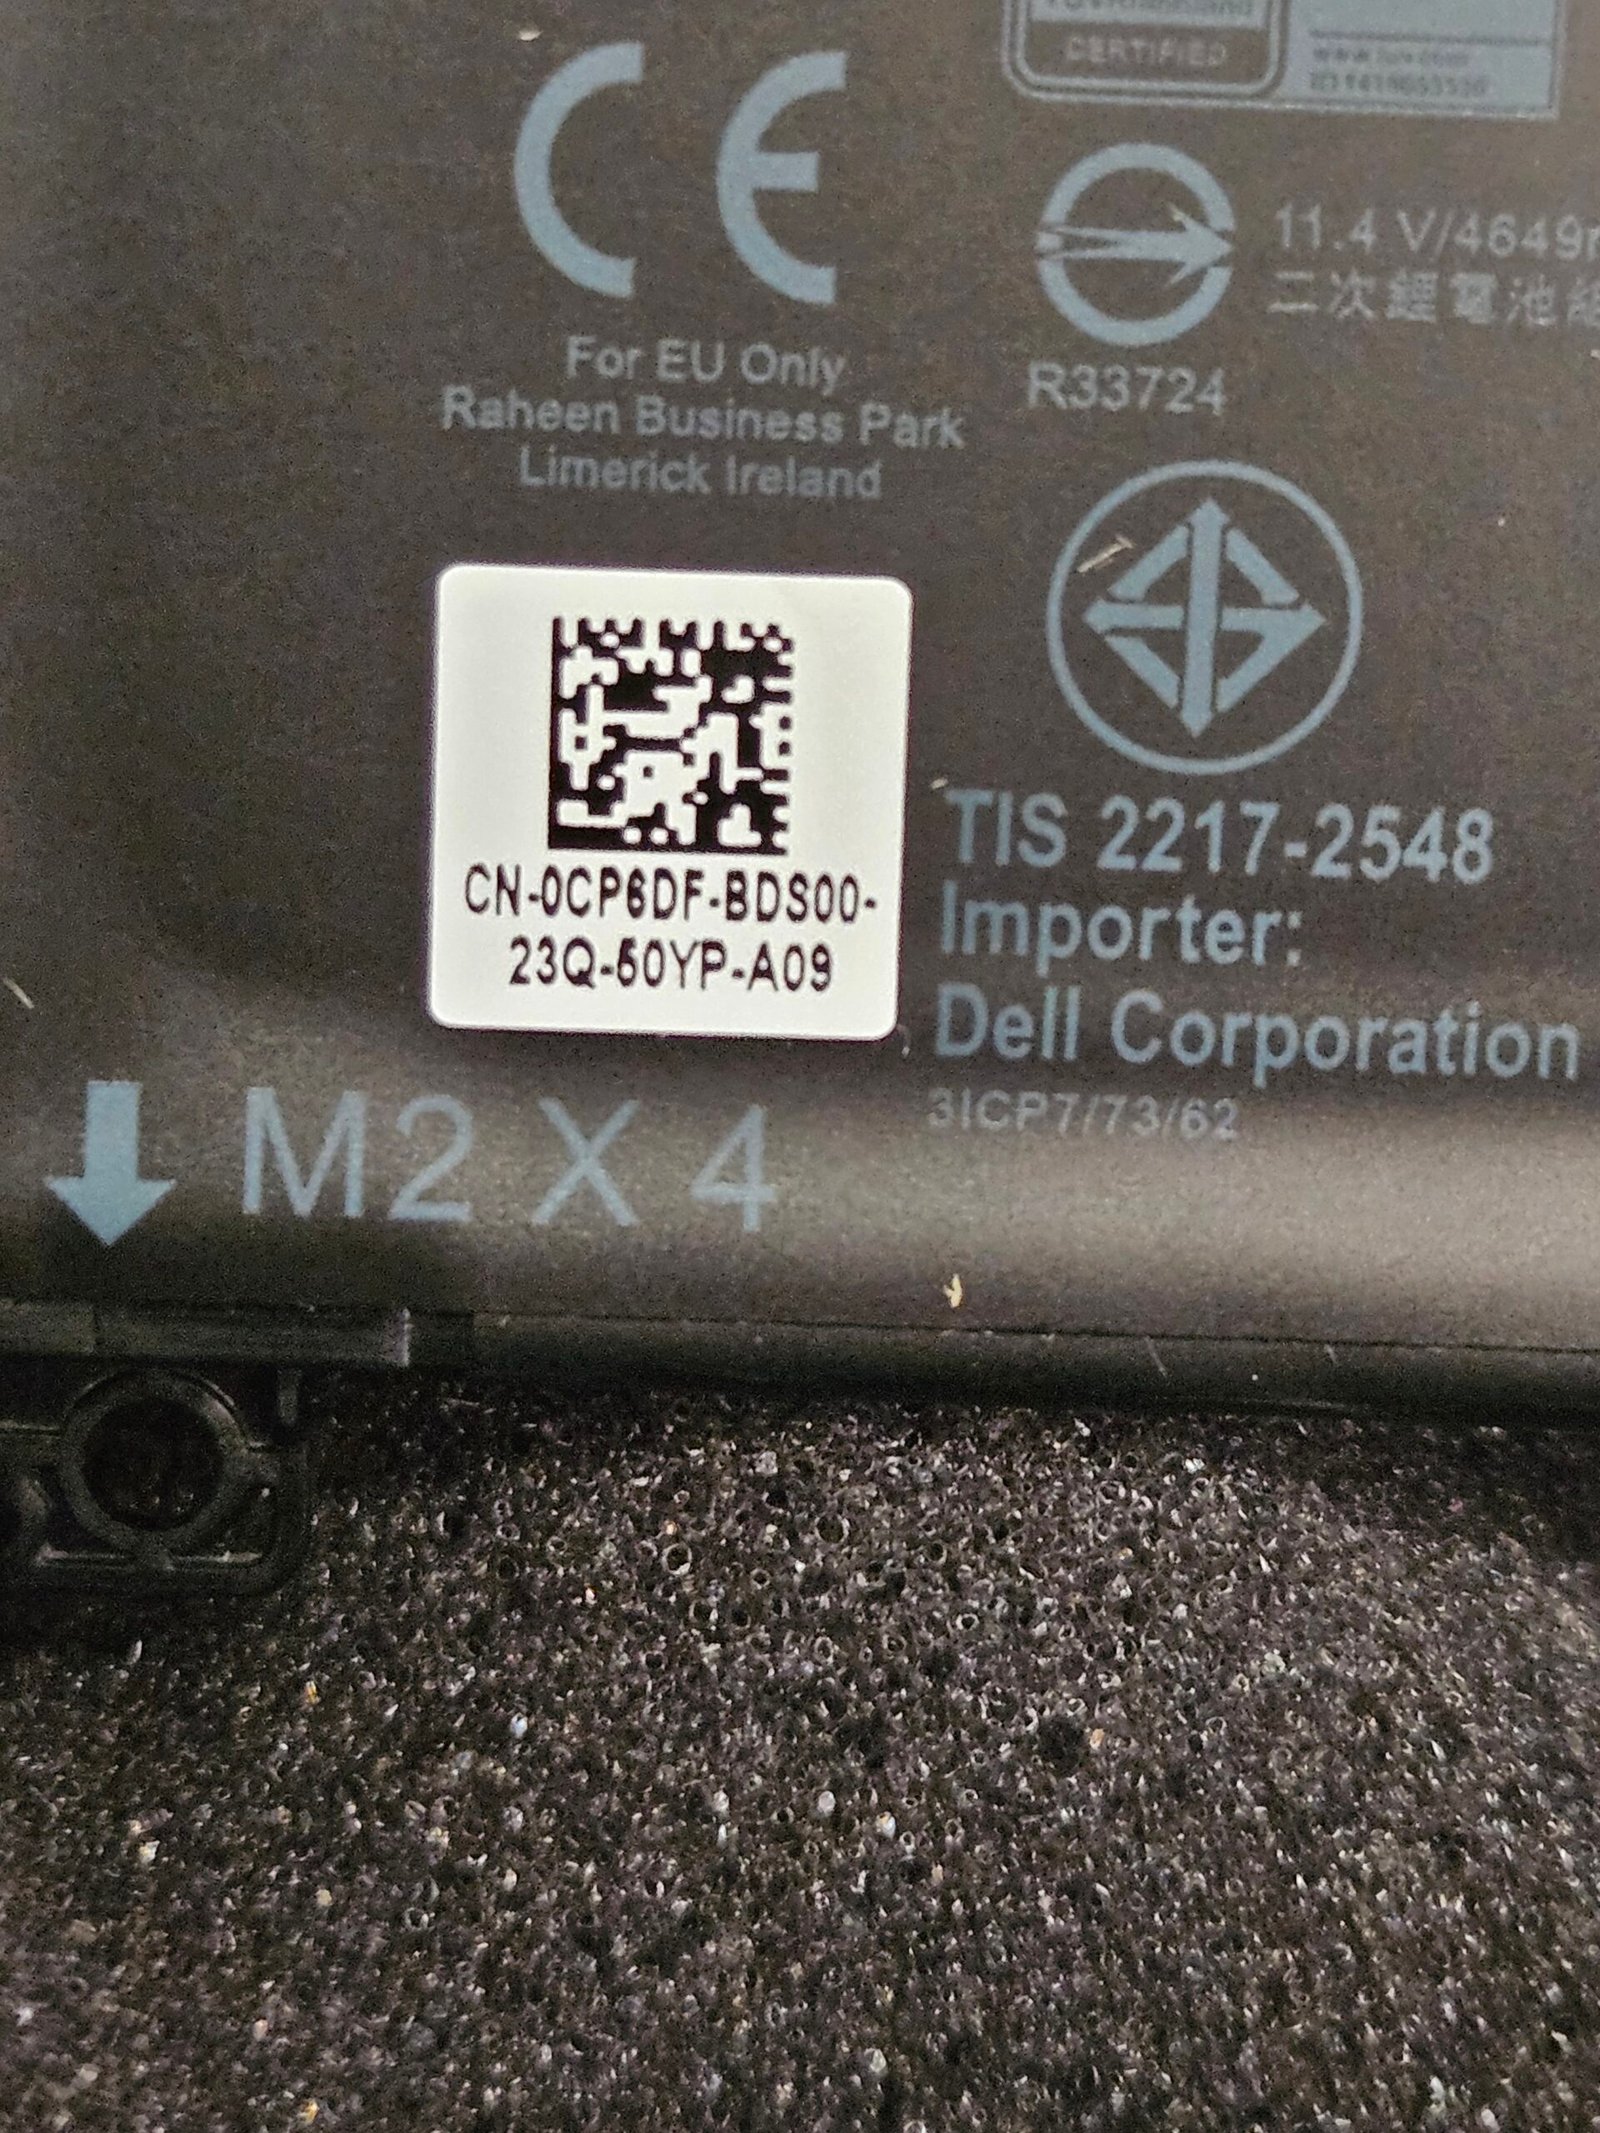 CERTIFIED
CE
11.4 V/4649
二次鋰電池組
R33724
For EU Only
Raheen Business Park
Limerick Ireland
CN-0CP6DF-BDS00-
23Q-50YP-A09
TIS 2217-2548
Importer:
Dell Corporation
3ICP7/73/62
M2 X 4